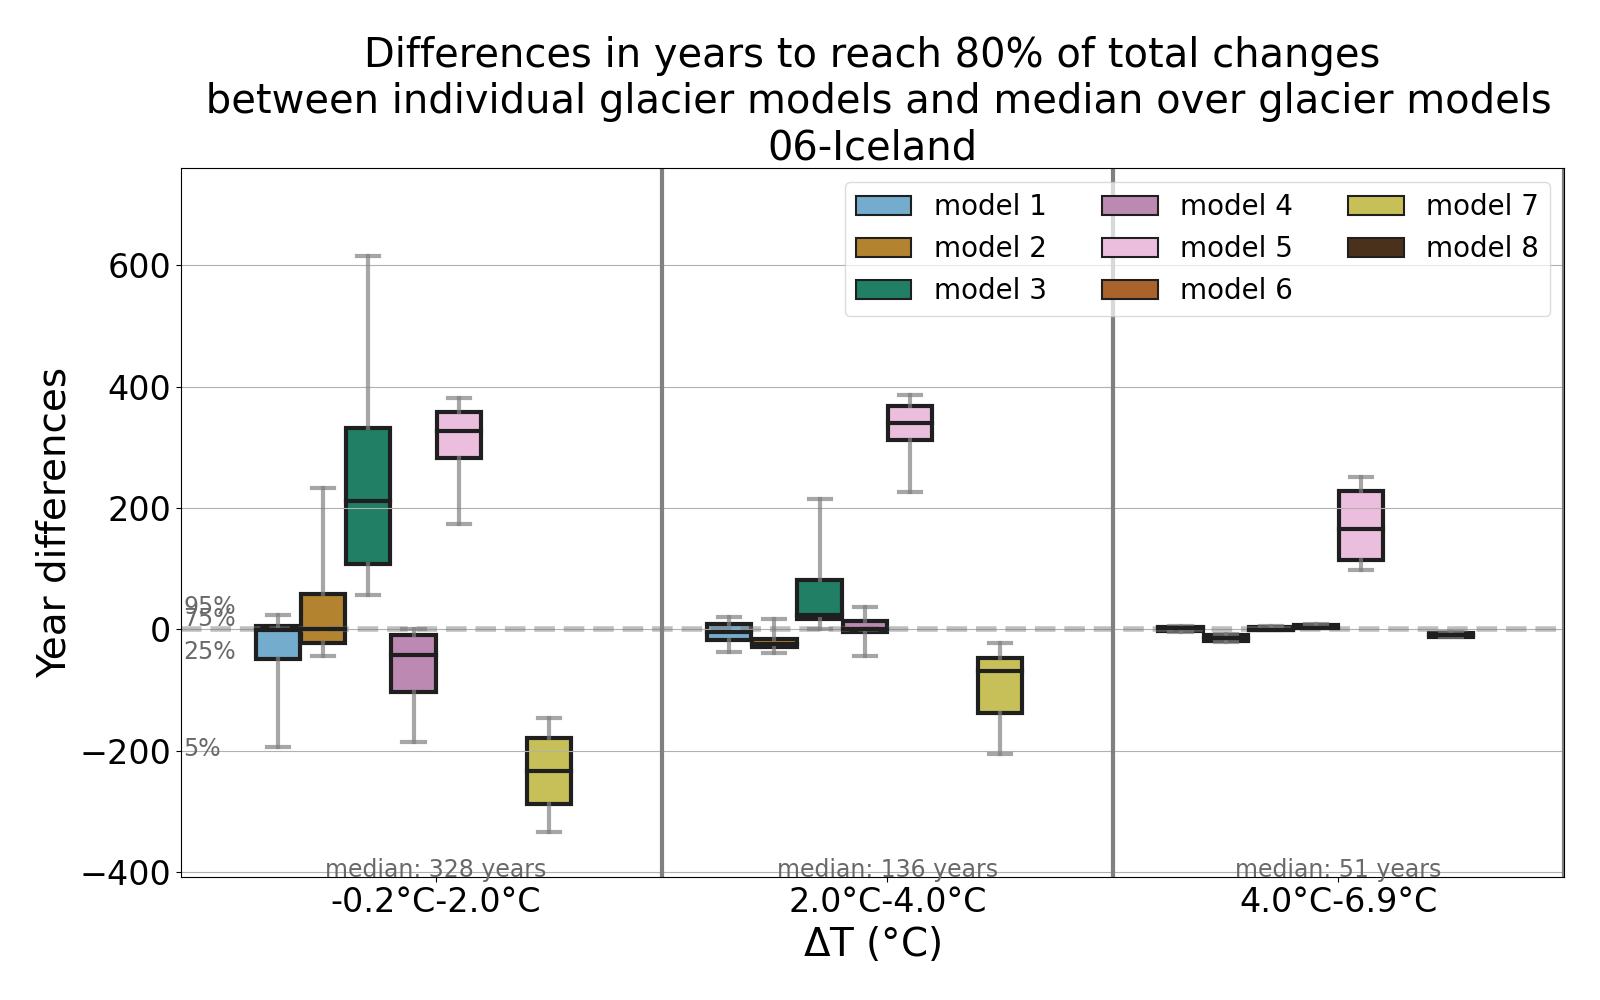 Differences in years to reach 80% of total changes
between individual glacier models and median over glacier models
06-Iceland
model 1
model 2
model 3
model 4
model 5
model 6
model 7
model 8
Year differences
600
400
200
0
−200
−400
95%
75%
25%
5%
median: 328 years
median: 136 years
median: 51 years
-0.2°C-2.0°C
2.0°C-4.0°C
4.0°C-6.9°C
ΔT (°C)